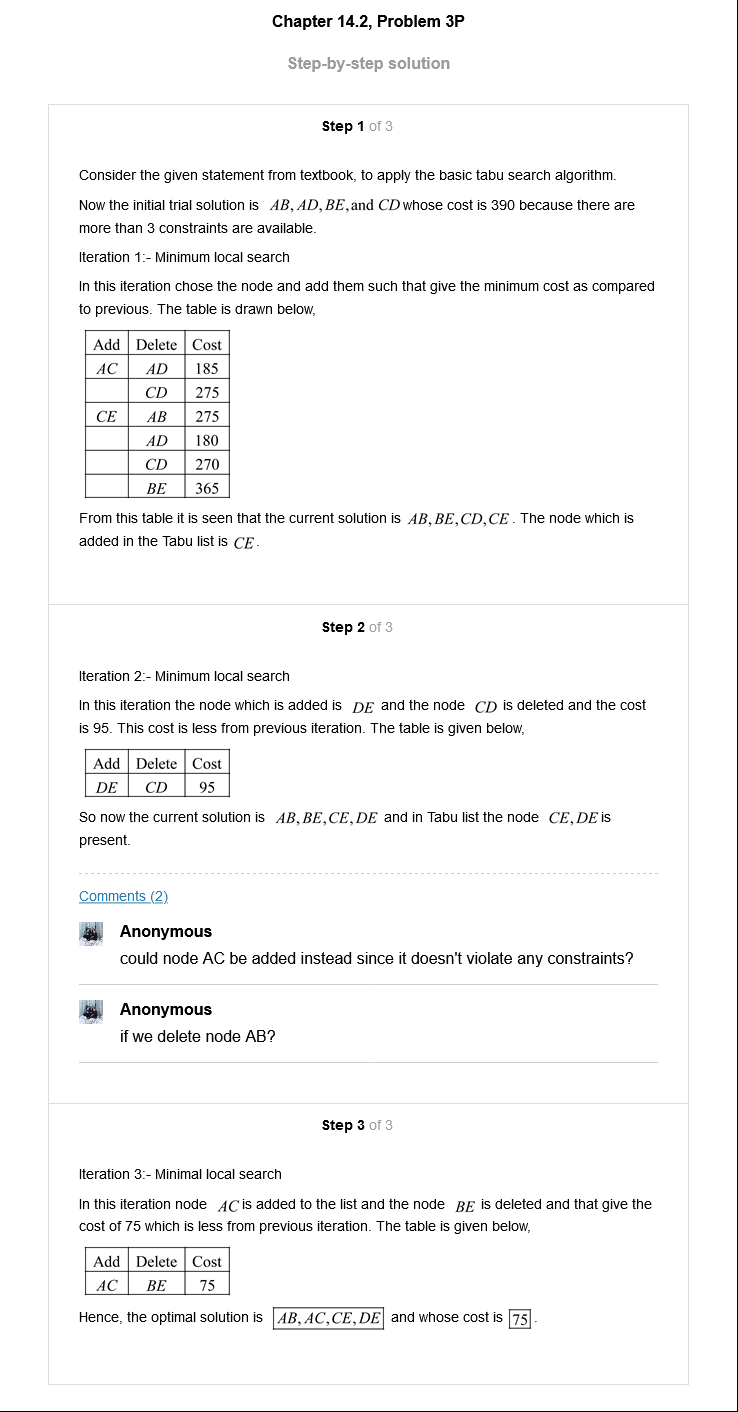 Chapter 14.2, Problem 3P
Step-by-step solution
Step 1 of 3
Consider the given statement from textbook, to apply the basic tabu search algorithm.
Now the initial trial solution is AB, AD, BE, and CD whose cost is 390 because there are
more than 3 constraints are available.
Iteration 1:- Minimum local search
In this iteration chose the node and add them such that give the minimum cost as compared
to previous. The table is drawn below,
Add Delete Cost
AC AD 185
CD 275
CE AB 275
AD 180
CD 270
BE 365
From this table it is seen that the current solution is AB, BE, CD, CE . The node which is
added in the Tabu list is CE .
Step 2 of 3
Iteration 2:- Minimum local search
In this iteration the node which is added is DE and the node CD is deleted and the cost
is 95. This cost is less from previous iteration. The table is given below,
Add Delete Cost
DE CD 95
So now the current solution is AB, BE, CE, DE and in Tabu list the node CE, DE is
present.
Comments (2)
Anonymous
could node AC be added instead since it doesn't violate any constraints?
Anonymous
if we delete node AB?
Step 3 of 3
Iteration 3:- Minimal local search
In this iteration node AC is added to the list and the node BE is deleted and that give the
cost of 75 which is less from previous iteration. The table is given below,
Add Delete Cost
AC BE 75
Hence, the optimal solution is AB, AC, CE, DE and whose cost is 75 .